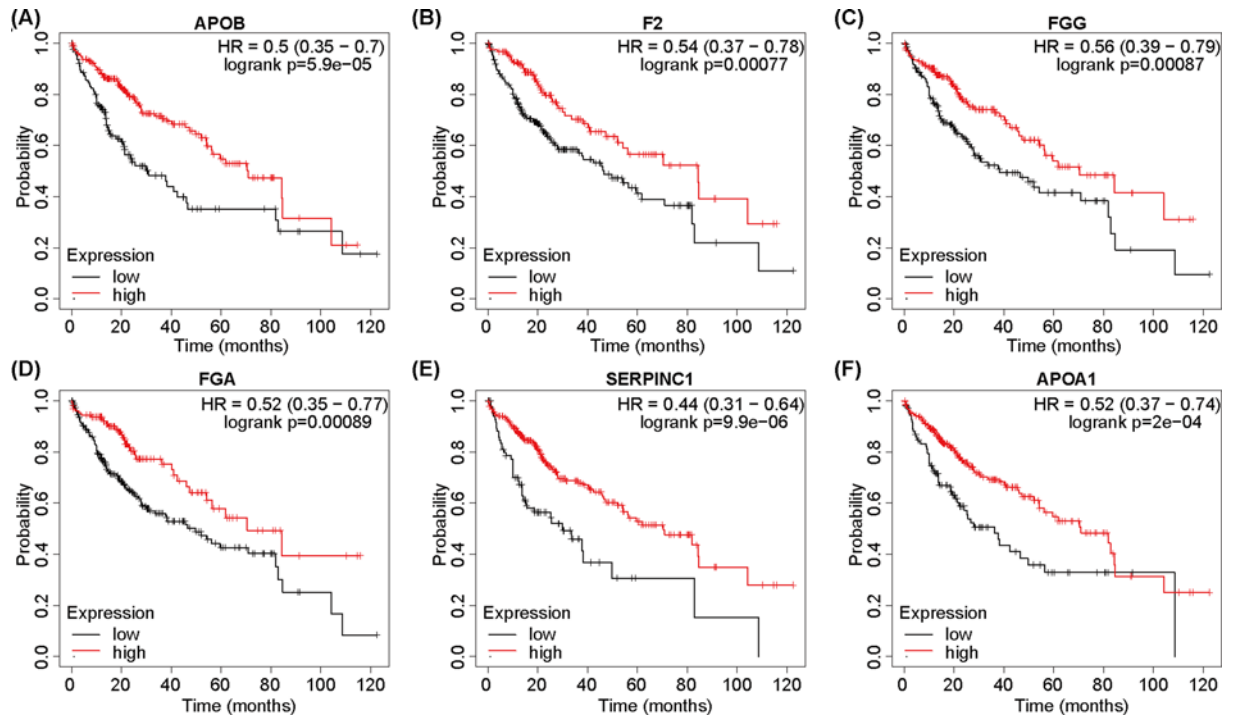 (A)
APOB
HR = 0.5 (0.35 – 0.7)
logrank p=5.9e−05
Probability
1.0
0.8
0.6
0.4
0.2
0.0
Expression
low
high
0 20 40 60 80 100 120
Time (months)
(B)
F2
HR = 0.54 (0.37 – 0.78)
logrank p=0.00077
Probability
1.0
0.8
0.6
0.4
0.2
0.0
Expression
low
high
0 20 40 60 80 100 120
Time (months)
(C)
FGG
HR = 0.56 (0.39 – 0.79)
logrank p=0.00087
Probability
1.0
0.8
0.6
0.4
0.2
0.0
Expression
low
high
0 20 40 60 80 100 120
Time (months)
(D)
FGA
HR = 0.52 (0.35 – 0.77)
logrank p=0.00089
Probability
1.0
0.8
0.6
0.4
0.2
0.0
Expression
low
high
0 20 40 60 80 100 120
Time (months)
(E)
SERPINC1
HR = 0.44 (0.31 – 0.64)
logrank p=9.9e−06
Probability
1.0
0.8
0.6
0.4
0.2
0.0
Expression
low
high
0 20 40 60 80 100 120
Time (months)
(F)
APOA1
HR = 0.52 (0.37 – 0.74)
logrank p=2e−04
Probability
1.0
0.8
0.6
0.4
0.2
0.0
Expression
low
high
0 20 40 60 80 100 120
Time (months)